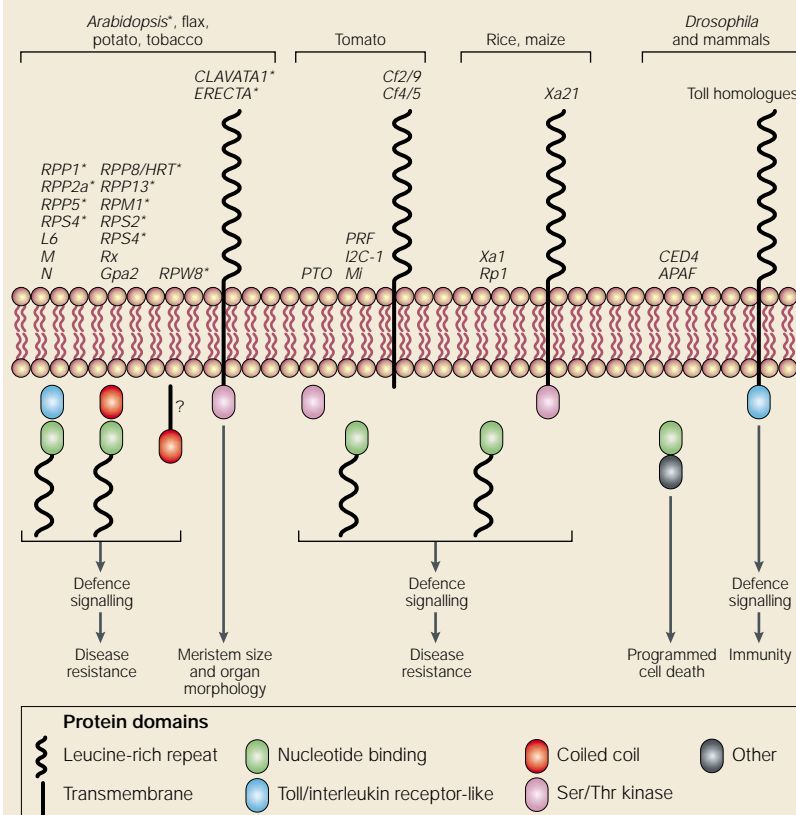 Arabidopsis*, flax,
potato, tobacco
Tomato
Rice, maize
Drosophila
and mammals
CLAVATA1*
ERECTA*
Cf2/9
Cf4/5
Xa21
Toll homologues
RPP1*
RPP2a*
RPP5*
RPS4*
L6
M
N
RPP8/HRT*
RPP13*
RPM1*
RPS2*
RPS4*
Rx
Gpa2
RPW8*
PTO
PRF
I2C-1
Mi
Xa1
Rp1
CED4
APAF
?
Defence
signalling
Disease
resistance
Meristem size
and organ
morphology
Defence
signalling
Disease
resistance
Programmed
cell death
Defence
signalling
Immunity
Protein domains
Leucine-rich repeat
Nucleotide binding
Coiled coil
Other
Transmembrane
Toll/interleukin receptor-like
Ser/Thr kinase